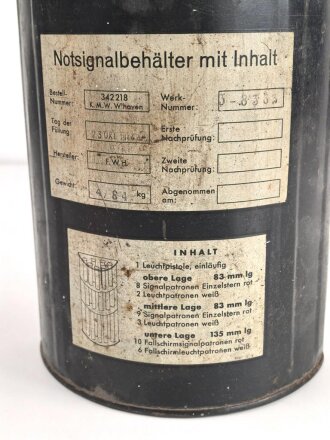 Notsignalbehälter mit Inhalt
Bestell-Nummer: 342218 K.M.W. W'haven
Werk-Nummer:
Tag der Füllung
Erste Nachprüfung:
Hersteller: F.W.H.
Zweite Nachprüfung:
Gewicht: kg
Abgenommen am:
INHALT
1 Leuchtpistole, einläufig
obere Lage 83 mm lg
8 Signalpatronen Einzelstern rot
2 Leuchtpatronen weiß
mittlere Lage 83 mm lg
9 Signalpatronen Einzelstern rot
3 Leuchtpatronen weiß
untere Lage 135 mm lg
10 Fallschirmsignalpatronen rot
6 Fallschirmleuchtpatronen weiß